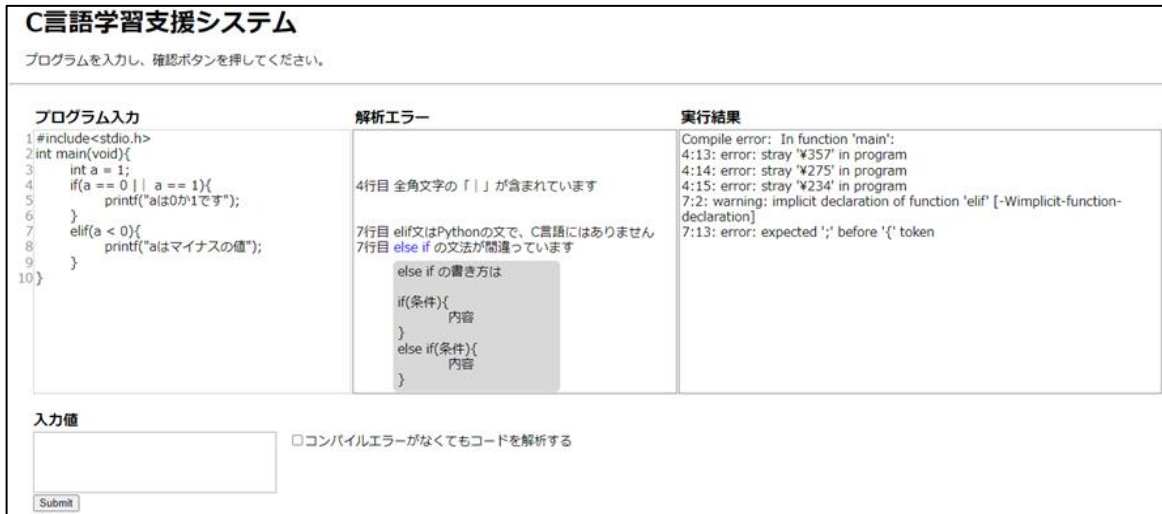 C言語学習支援システム
プログラムを入力し、確認ボタンを押してください。
プログラム入力
1 #include<stdio.h>
2 int main(void){
3 int a = 1;
4 if(a == 0 || a == 1){
5 printf("aは0か1です");
6 }
7 elif(a < 0){
8 printf("aはマイナスの値");
9 }
10 }
解析エラー
4行目 全角文字の「|」が含まれています
7行目 elif文はPythonの文で、C言語にはありません
7行目 else if の文法が間違っています
else if の書き方は
if(条件){
内容
}
else if(条件){
内容
}
実行結果
Compile error: In function 'main':
4:13: error: stray '¥357' in program
4:14: error: stray '¥275' in program
4:15: error: stray '¥234' in program
7:2: warning: implicit declaration of function 'elif' [-Wimplicit-function-
declaration]
7:13: error: expected ';' before '{' token
入力値
コンパイルエラーがなくてもコードを解析する
Submit